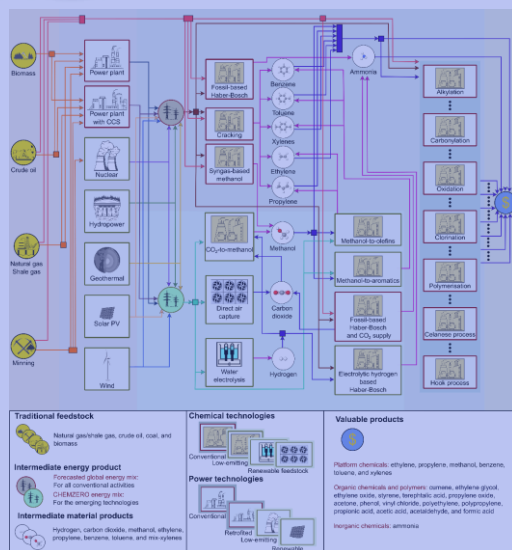 Biomass
Crude oil
Natural gas
Shale gas
Minning
Power plant
Power plant
with CCS
Nuclear
Hydropower
Geothermal
Solar PV
Wind
Fossil-based
Haber-Bosch
Cracking
Syngas-based
methanol
CO2-to-methanol
Direct air
capture
Water
electrolysis
Benzene
Toluene
Xylenes
Ethylene
Propylene
Methanol
Carbon
dioxide
Hydrogen
Ammonia
Methanol-to-olefins
Methanol-to-aromatics
Fossil-based
Haber-Bosch
and CO2 supply
Electrolytic hydrogen
based
Haber-Bosch
Alkylation
Carbonylation
Oxidation
Clorination
Polymerisation
Celanese process
Hock process
$
Traditional feedstock
Natural gas/shale gas, crude oil, coal, and
biomass
Intermediate energy product
Forecasted global energy mix:
For all conventional activities
CHEMZERO energy mix:
For the emerging technologies
Intermediate material products
Hydrogen, carbon dioxide, methanol, ethylene,
propylene, benzene, toluene, and mix-xylenes
Chemical technologies
Conventional
Low-emitting
Renewable feedstock
Power technologies
Conventional
Retrofited
Low-emitting
Renewable
Valuable products
$
Platform chemicals: ethylene, propylene, methanol, benzene,
toluene, and xylenes
Organic chemicals and polymers: cumene, ethylene glycol,
ethylene oxide, styrene, terephtalic acid, propylene oxide,
acetone, phenol, vinyl chloride, polyethylene, polypropylene,
propionic acid, acetic acid, acetaldehyde, and formic acid
Inorganic chemicals: ammonia